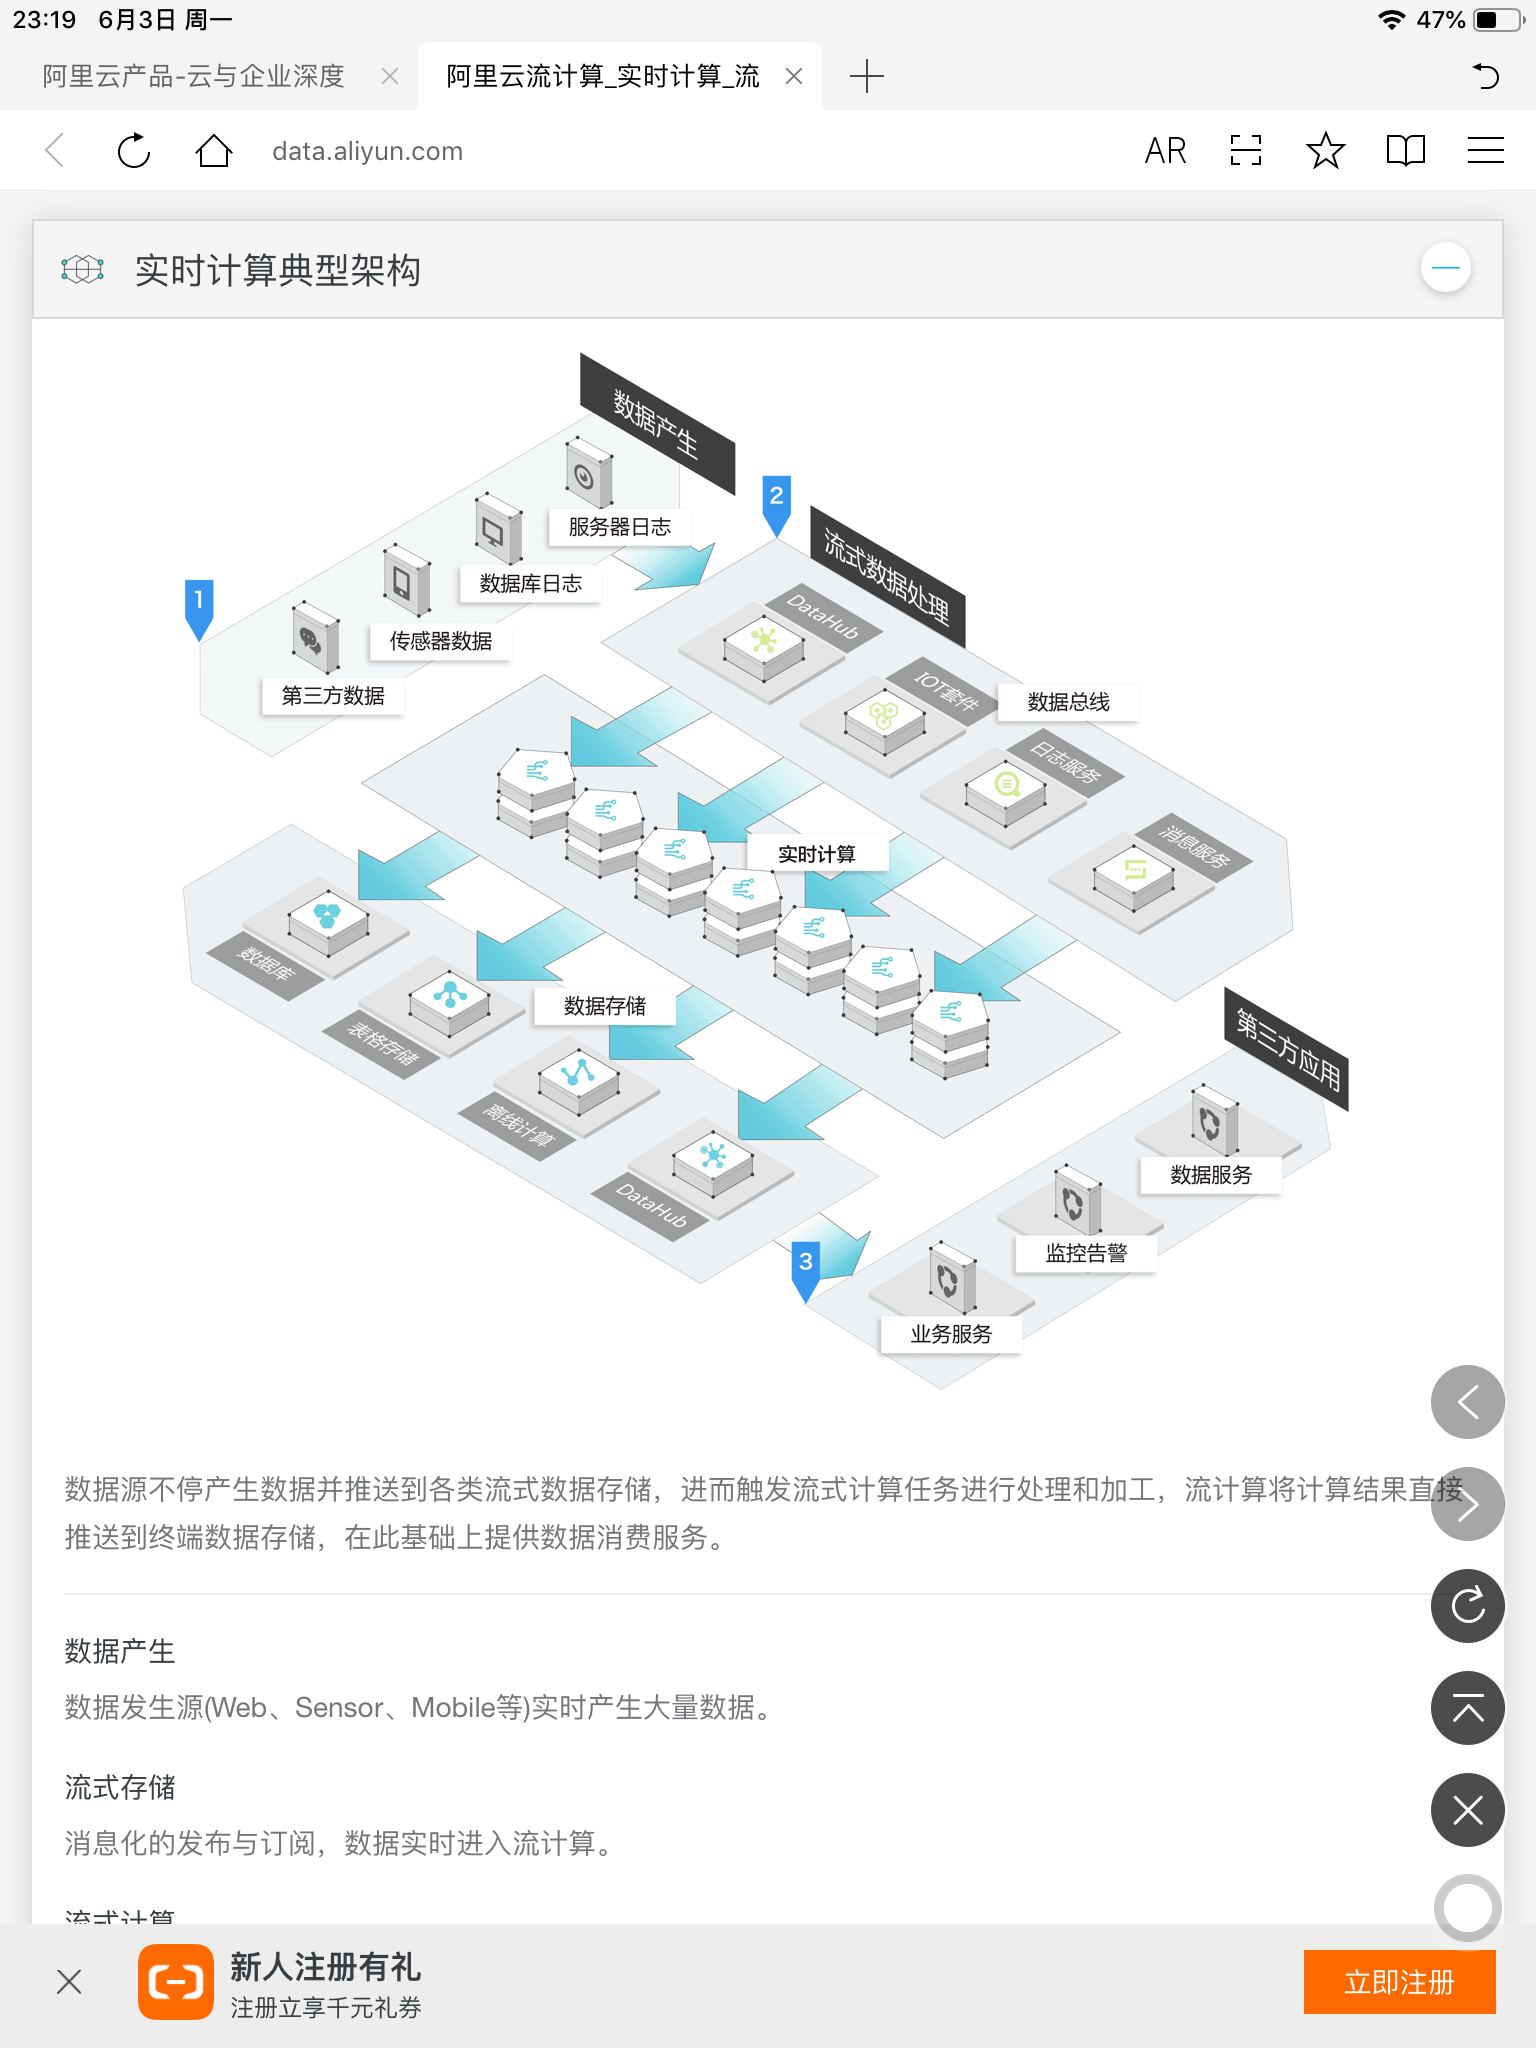 23:19 6月3日 周一
47%
阿里云产品-云与企业深度
阿里云流计算_实时计算_流
data.aliyun.com
AR
实时计算典型架构
数据产生
服务器日志
数据库日志
传感器数据
第三方数据
1
2
流式数据处理
DataHub
IOT套件
数据总线
日志服务
消息服务
实时计算
数据库
表格存储
数据存储
离线计算
DataHub
第三方应用
数据服务
监控告警
3
业务服务
数据源不停产生数据并推送到各类流式数据存储，进而触发流式计算任务进行处理和加工，流计算将计算结果直接
推送到终端数据存储，在此基础上提供数据消费服务。
数据产生
数据发生源(Web、Sensor、Mobile等)实时产生大量数据。
流式存储
消息化的发布与订阅，数据实时进入流计算。
流式计算
新人注册有礼
注册立享千元礼券
立即注册